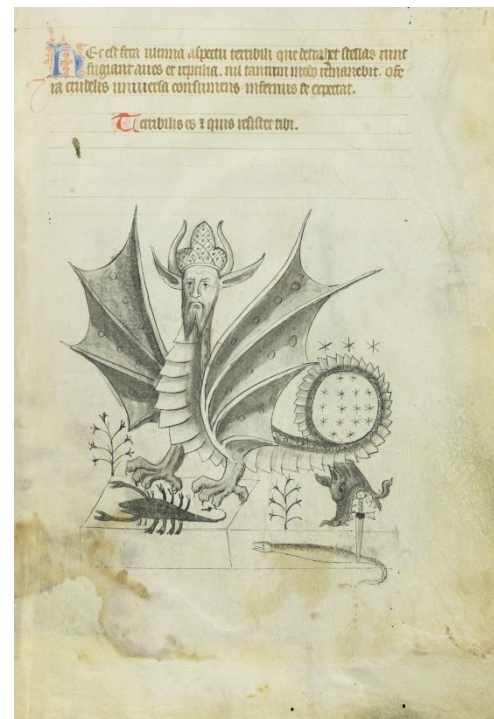 Hec est fera ultima aspectu terribili que detrahet stellas tunc
fugiant aves et reptilia. nil tantum modo remanebit. o fe
ra crudelis universa consumens infernus te expectat.
Terribilis es et quis resistet tibi.